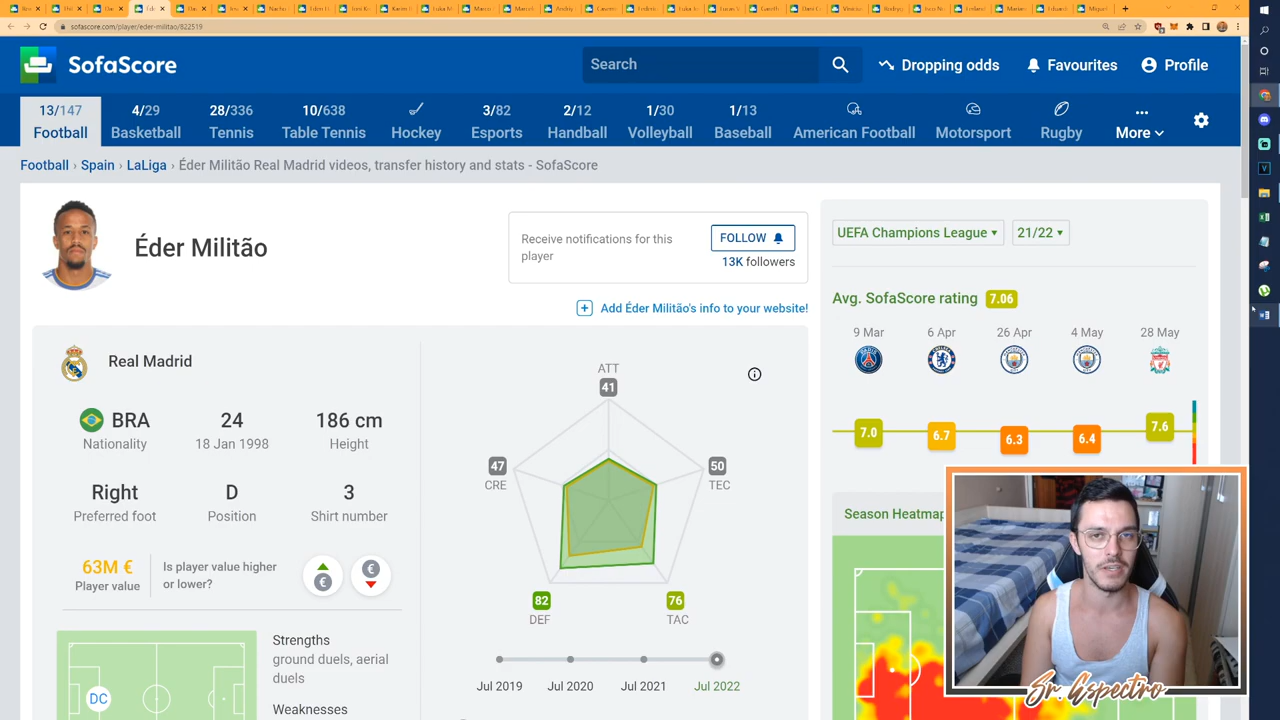 sofascore.com/player/eder-militao/822519
SofaScore
Search
Dropping odds
Favourites
Profile
13/147
Football
4/29
Basketball
28/336
Tennis
10/638
Table Tennis
Hockey
3/82
Esports
2/12
Handball
1/30
Volleyball
1/13
Baseball
American Football
Motorsport
Rugby
More
Football › Spain › LaLiga › Éder Militão Real Madrid videos, transfer history and stats - SofaScore
Éder Militão
Receive notifications for this
player
FOLLOW
13K followers
Add Éder Militão's info to your website!
Real Madrid
BRA
Nationality
24
18 Jan 1998
186 cm
Height
Right
Preferred foot
D
Position
3
Shirt number
63M €
Player value
Is player value higher
or lower?
Strengths
ground duels, aerial
duels
Weaknesses
DC
ATT
41
47
CRE
50
TEC
82
DEF
76
TAC
Jul 2019
Jul 2020
Jul 2021
Jul 2022
UEFA Champions League
21/22
Avg. SofaScore rating 7.06
9 Mar
6 Apr
26 Apr
4 May
28 May
7.0
6.7
6.3
6.4
7.6
Season Heatmap
Sr. Espectro